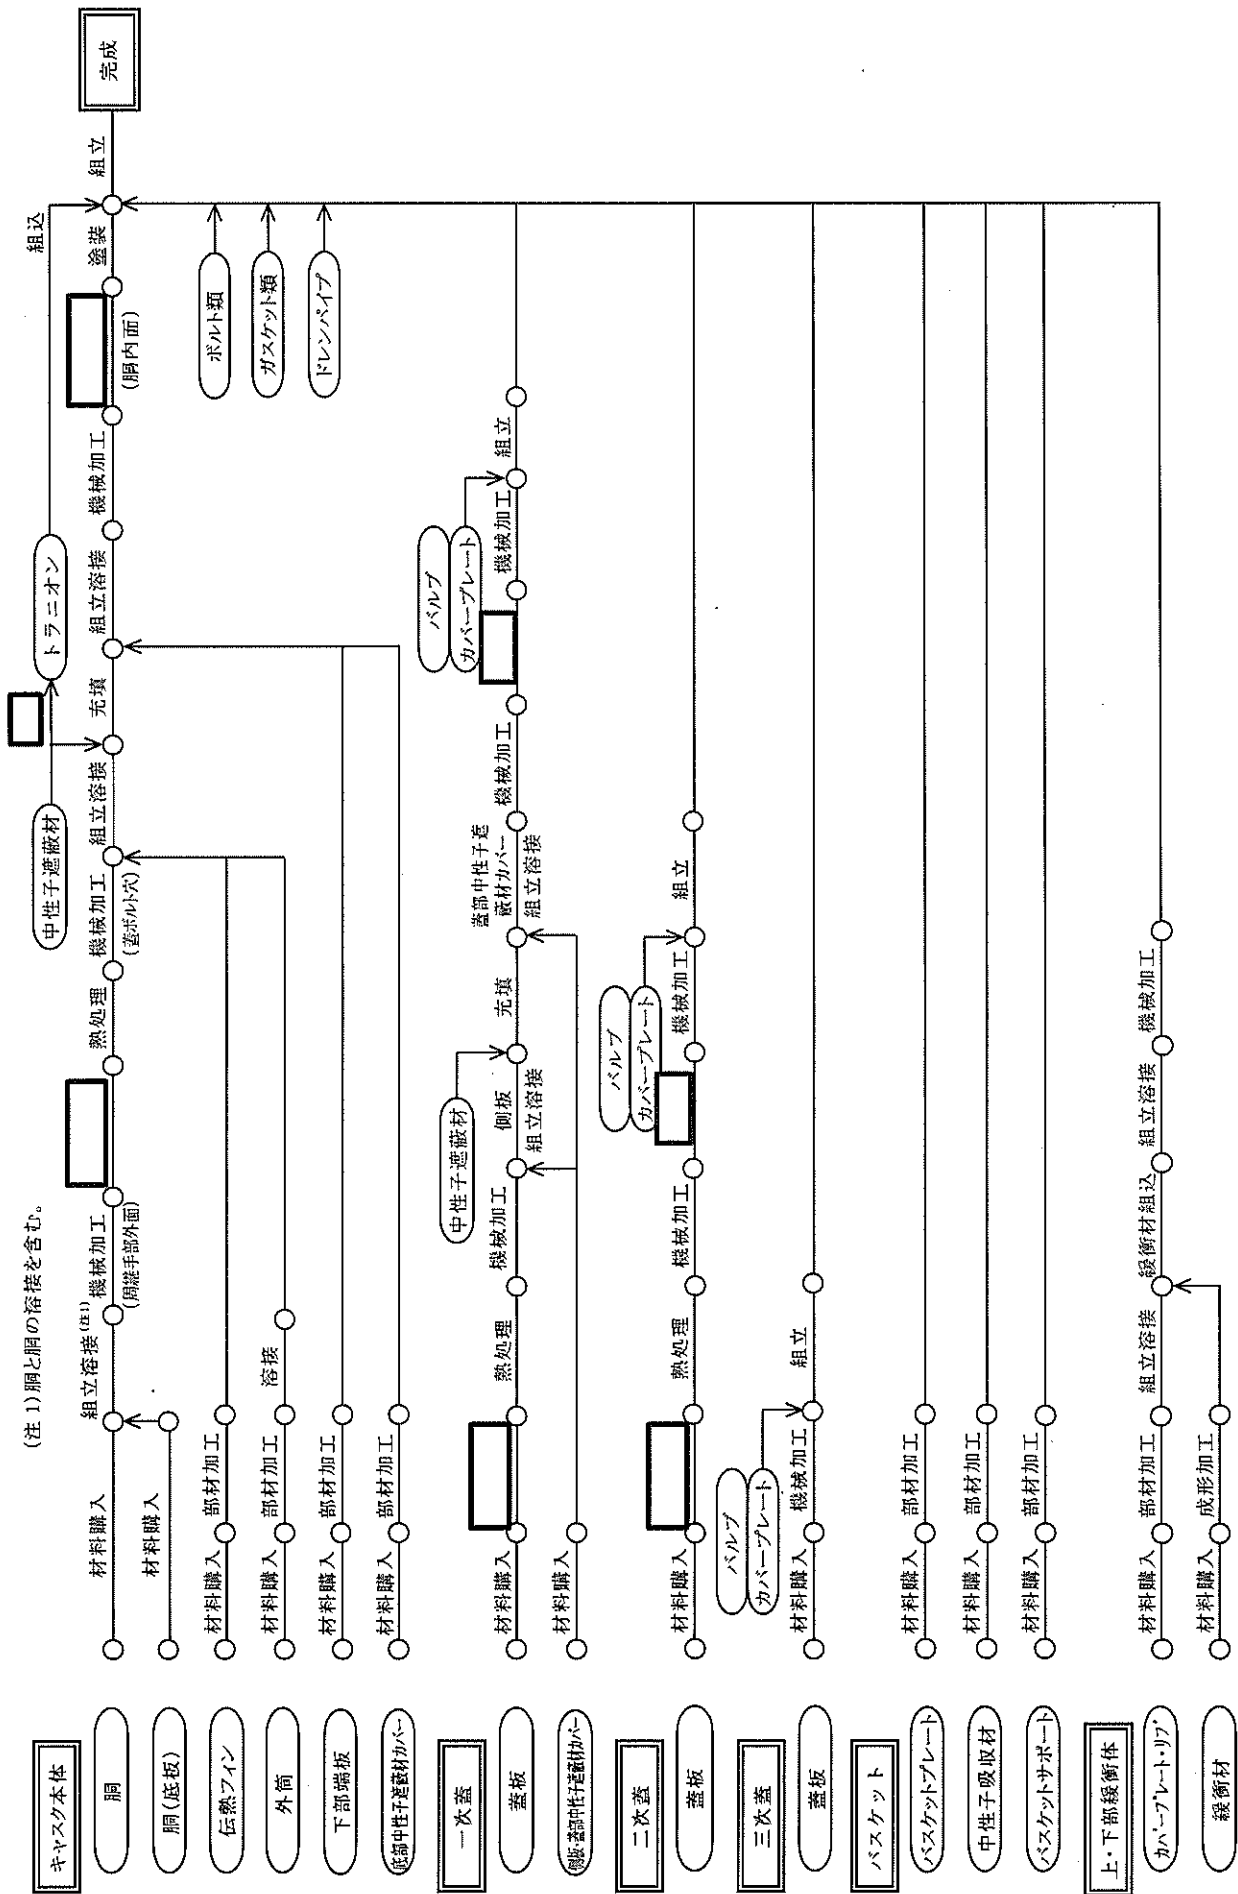 (注 1)胴と胴の溶接を含む。
キャスク本体
胴
材料購入
組立溶接(注1)
機械加工
(周継手部外面)
熱処理
機械加工
(蓋ボルト穴)
組立溶接
中性子遮蔽材
充填
トラニオン
組立溶接
機械加工
(胴内面)
塗装
組込
組立
完成
胴(底板)
材料購入
伝熱フィン
材料購入
部材加工
外筒
材料購入
部材加工
溶接
下部端板
材料購入
部材加工
底部中性子遮蔽材カバー
材料購入
部材加工
ボルト類
ガスケット類
ドレンパイプ
一次蓋
蓋板
材料購入
熱処理
機械加工
側板
組立溶接
中性子遮蔽材
充填
蓋部中性子遮
蔽材カバー
組立溶接
機械加工
機械加工
バルブ
カバープレート
組立
側板・蓋部中性子遮蔽材カバー
材料購入
二次蓋
蓋板
材料購入
熱処理
機械加工
バルブ
カバープレート
機械加工
組立
三次蓋
蓋板
材料購入
機械加工
バルブ
カバープレート
組立
バスケット
バスケットプレート
材料購入
部材加工
中性子吸収材
材料購入
部材加工
バスケットサポート
材料購入
部材加工
上・下部緩衝体
カバープレート・リブ
材料購入
部材加工
組立溶接
緩衝材組込
組立溶接
機械加工
緩衝材
材料購入
成形加工